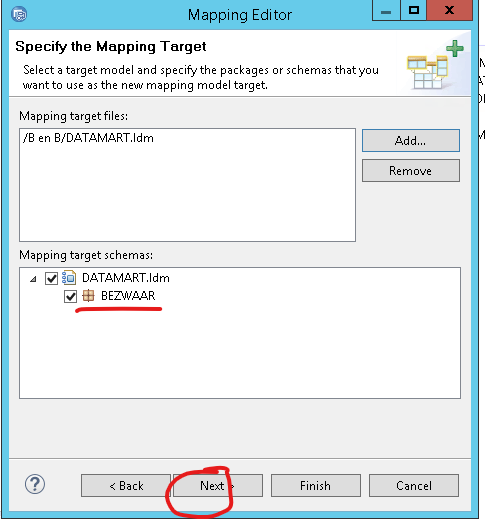 Mapping Editor
Specify the Mapping Target
Select a target model and specify the packages or schemas that you
want to use as the new mapping model target.
Mapping target files:
/B en B/DATAMART.ldm
Add...
Remove
Mapping target schemas:
DATAMART.ldm
BEZWAAR
< Back
Next >
Finish
Cancel